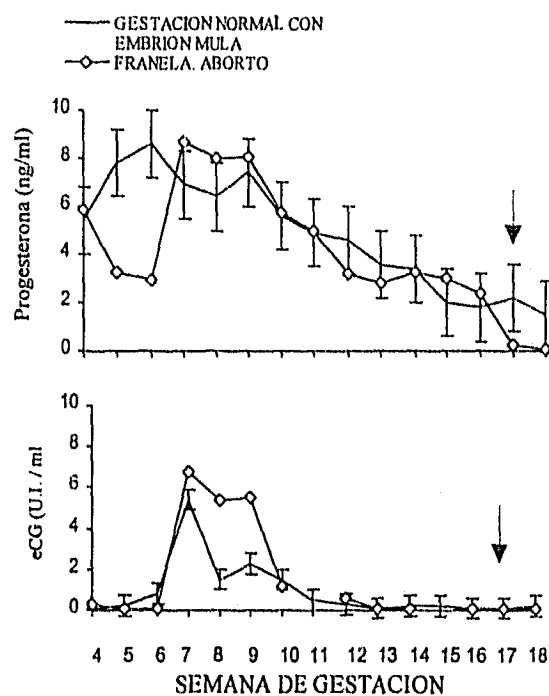 GESTACION NORMAL CON
EMBRION MULA
FRANELA. ABORTO
Progesterona (ng/ml)
10
8
6
4
2
0
eCG (U.I. / ml
10
8
6
4
2
0
4 5 6 7 8 9 10 11 12 13 14 15 16 17 18
SEMANA DE GESTACION